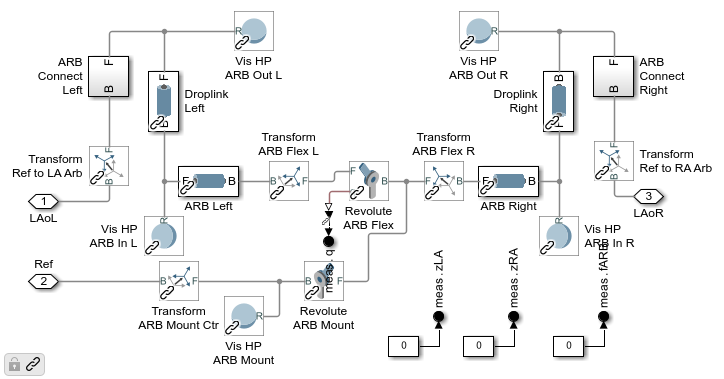 F
B
ARB
Connect
Left
R
Vis HP
ARB Out L
F
Droplink
Left
Transform
Ref to LA Arb
B
F
1
LAoL
F
B
ARB Left
Transform
ARB Flex L
B
F
F
B
Revolute
ARB Flex
Transform
ARB Flex R
F
B
F
B
ARB Right
R
Vis HP
ARB In L
R
Vis HP
ARB Out R
B
F
Droplink
Right
F
B
ARB
Connect
Right
Transform
Ref to RA Arb
F
B
3
LAoR
R
Vis HP
ARB In R
Ref
2
B
F
Transform
ARB Mount Ctr
R
Vis HP
ARB Mount
B
F
Revolute
ARB Mount
meas.zLA
0
meas.zRA
0
0